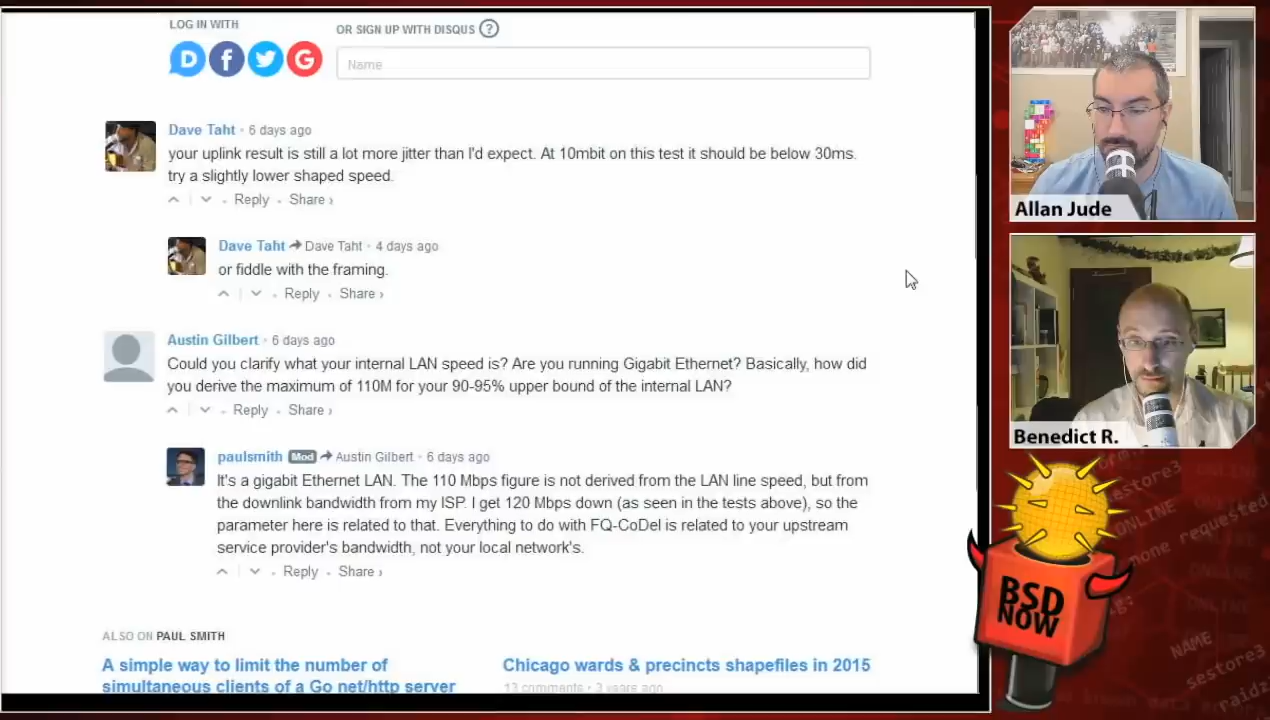 LOG IN WITH
OR SIGN UP WITH DISQUS ?
Name
Dave Taht • 6 days ago
your uplink result is still a lot more jitter than I'd expect. At 10mbit on this test it should be below 30ms.
try a slightly lower shaped speed.
Reply • Share ›
Dave Taht → Dave Taht • 4 days ago
or fiddle with the framing.
Reply • Share ›
Austin Gilbert • 6 days ago
Could you clarify what your internal LAN speed is? Are you running Gigabit Ethernet? Basically, how did
you derive the maximum of 110M for your 90-95% upper bound of the internal LAN?
Reply • Share ›
paulsmith Mod → Austin Gilbert • 6 days ago
It's a gigabit Ethernet LAN. The 110 Mbps figure is not derived from the LAN line speed, but from
the downlink bandwidth from my ISP. I get 120 Mbps down (as seen in the tests above), so the
parameter here is related to that. Everything to do with FQ-CoDel is related to your upstream
service provider's bandwidth, not your local network's.
Reply • Share ›
ALSO ON PAUL SMITH
A simple way to limit the number of
simultaneous clients of a Go net/http server
Chicago wards & precincts shapefiles in 2015
13 comments • 3 years ago
Allan Jude
Benedict R.
BSD
NOW
sestore3
ONLINE
none requested
NAME
sestore3
raidz